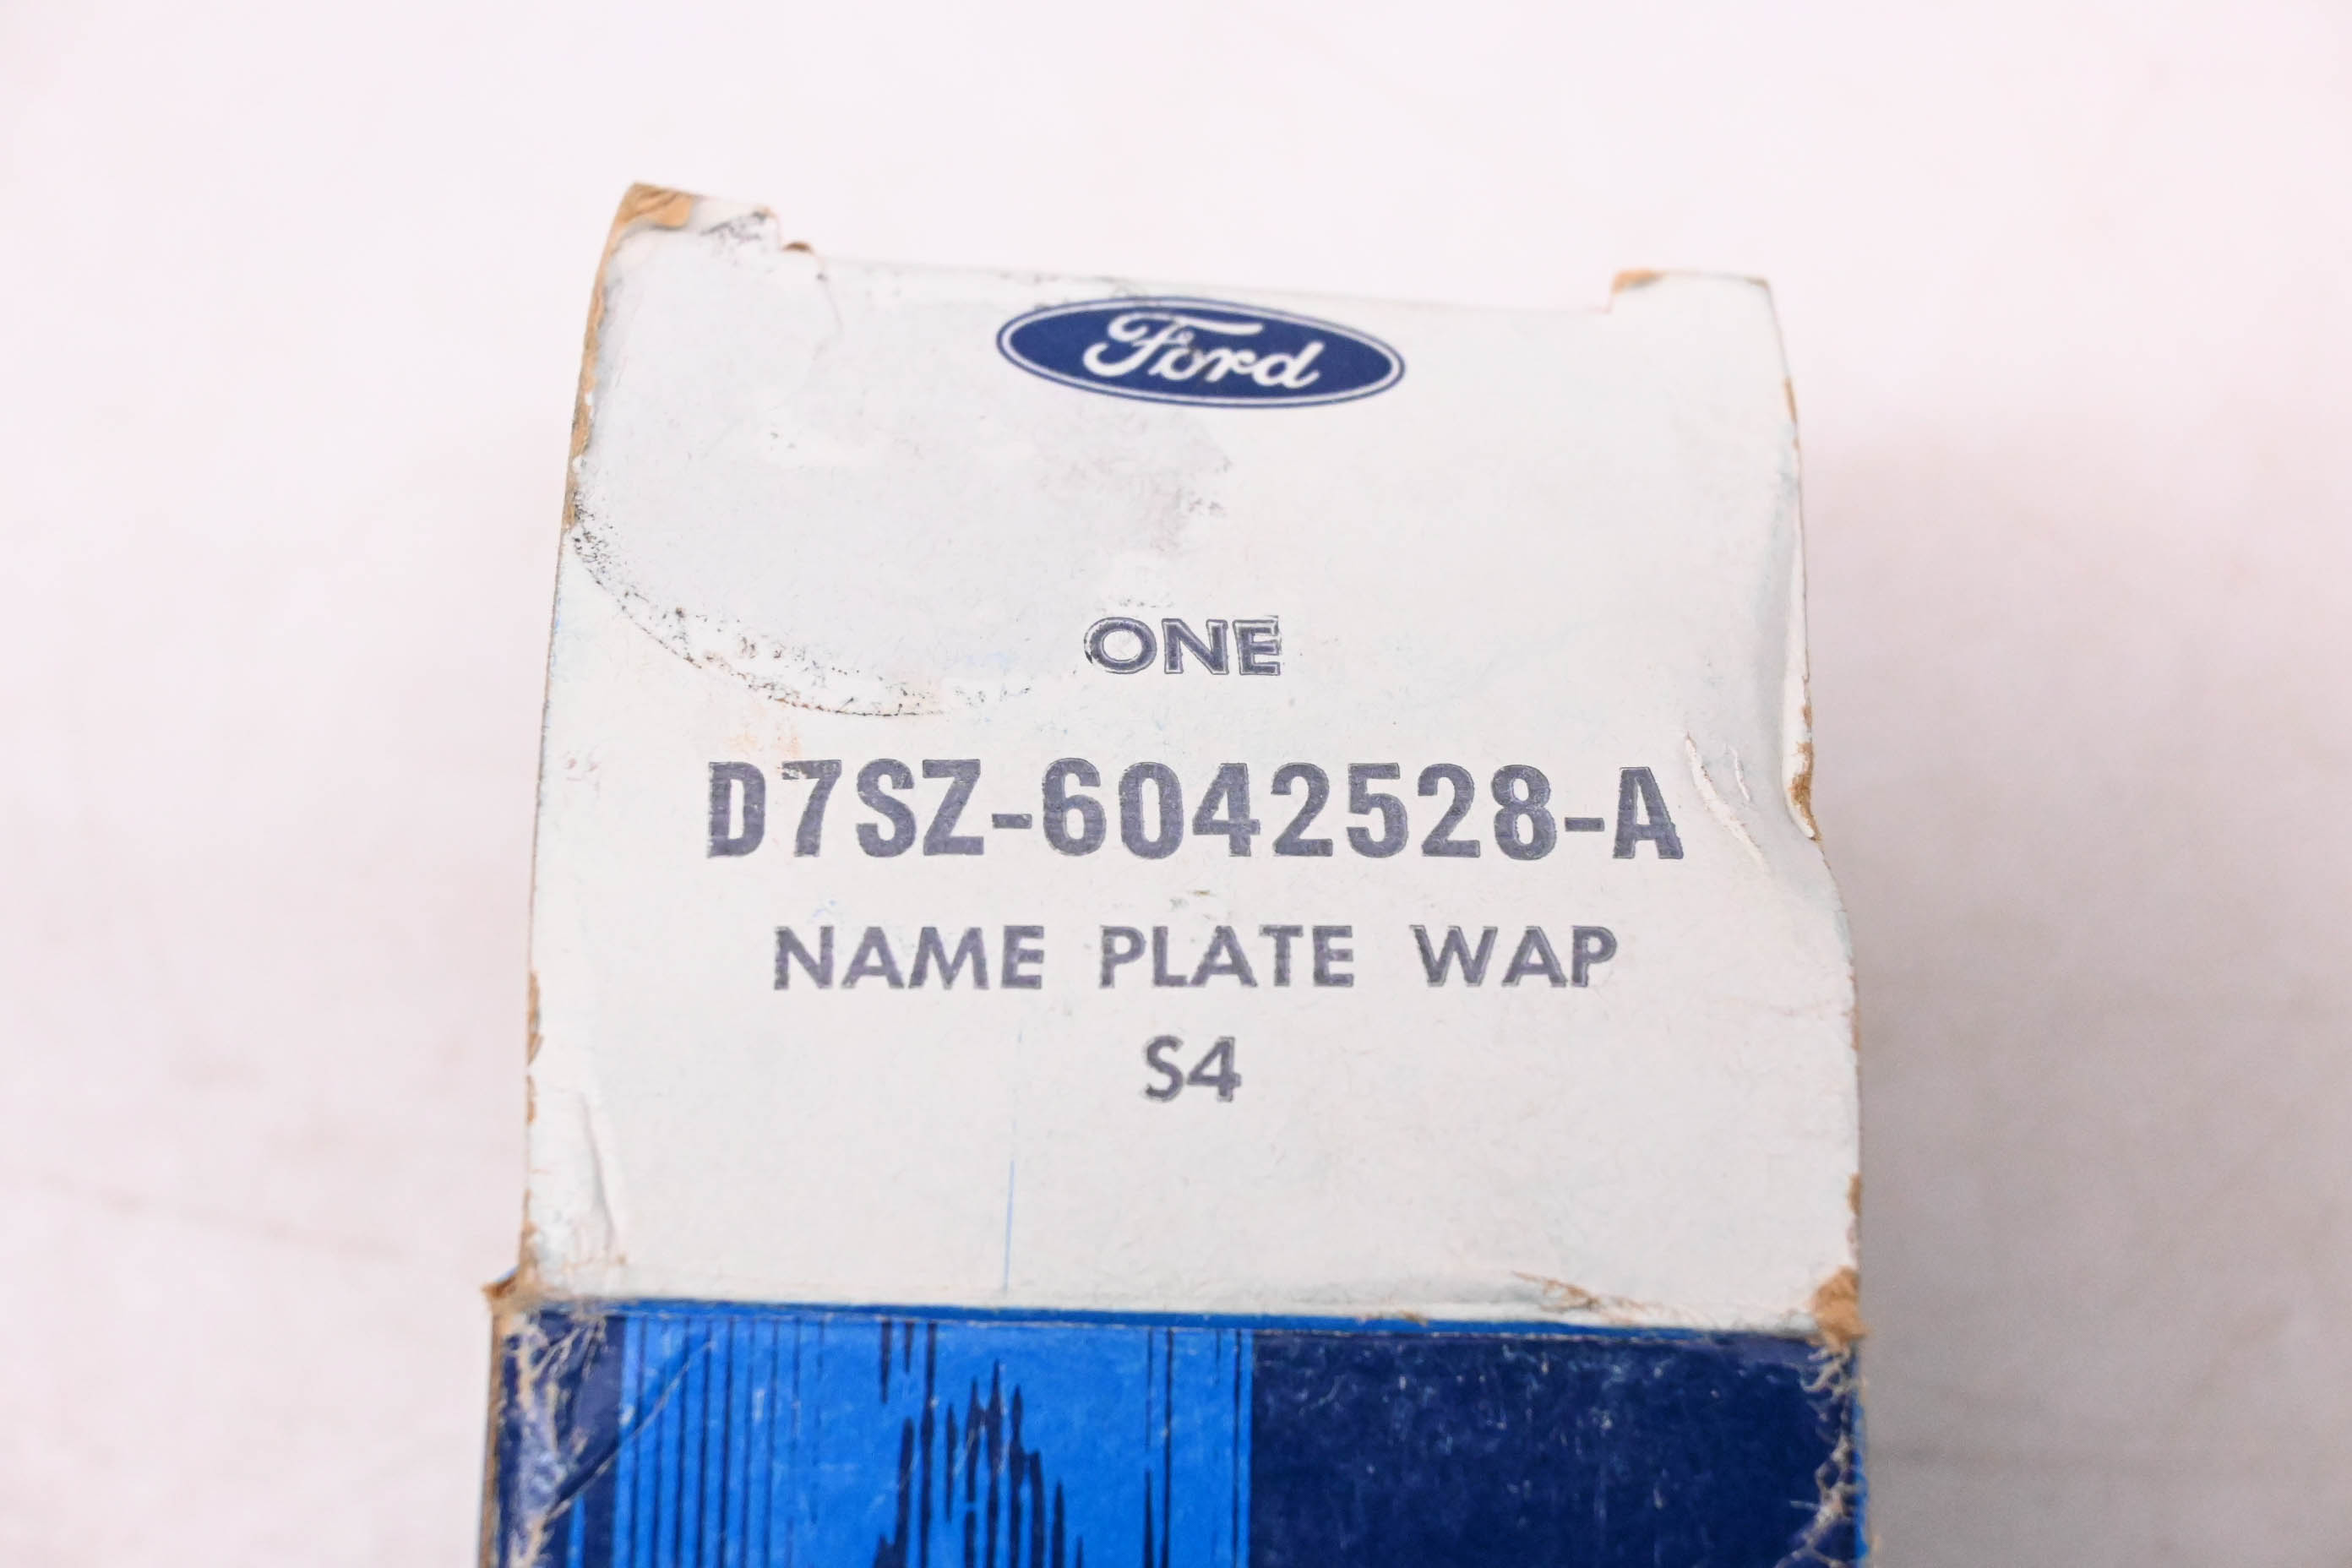 Ford
ONE
D7SZ-6042528-A
NAME PLATE WAP
S4